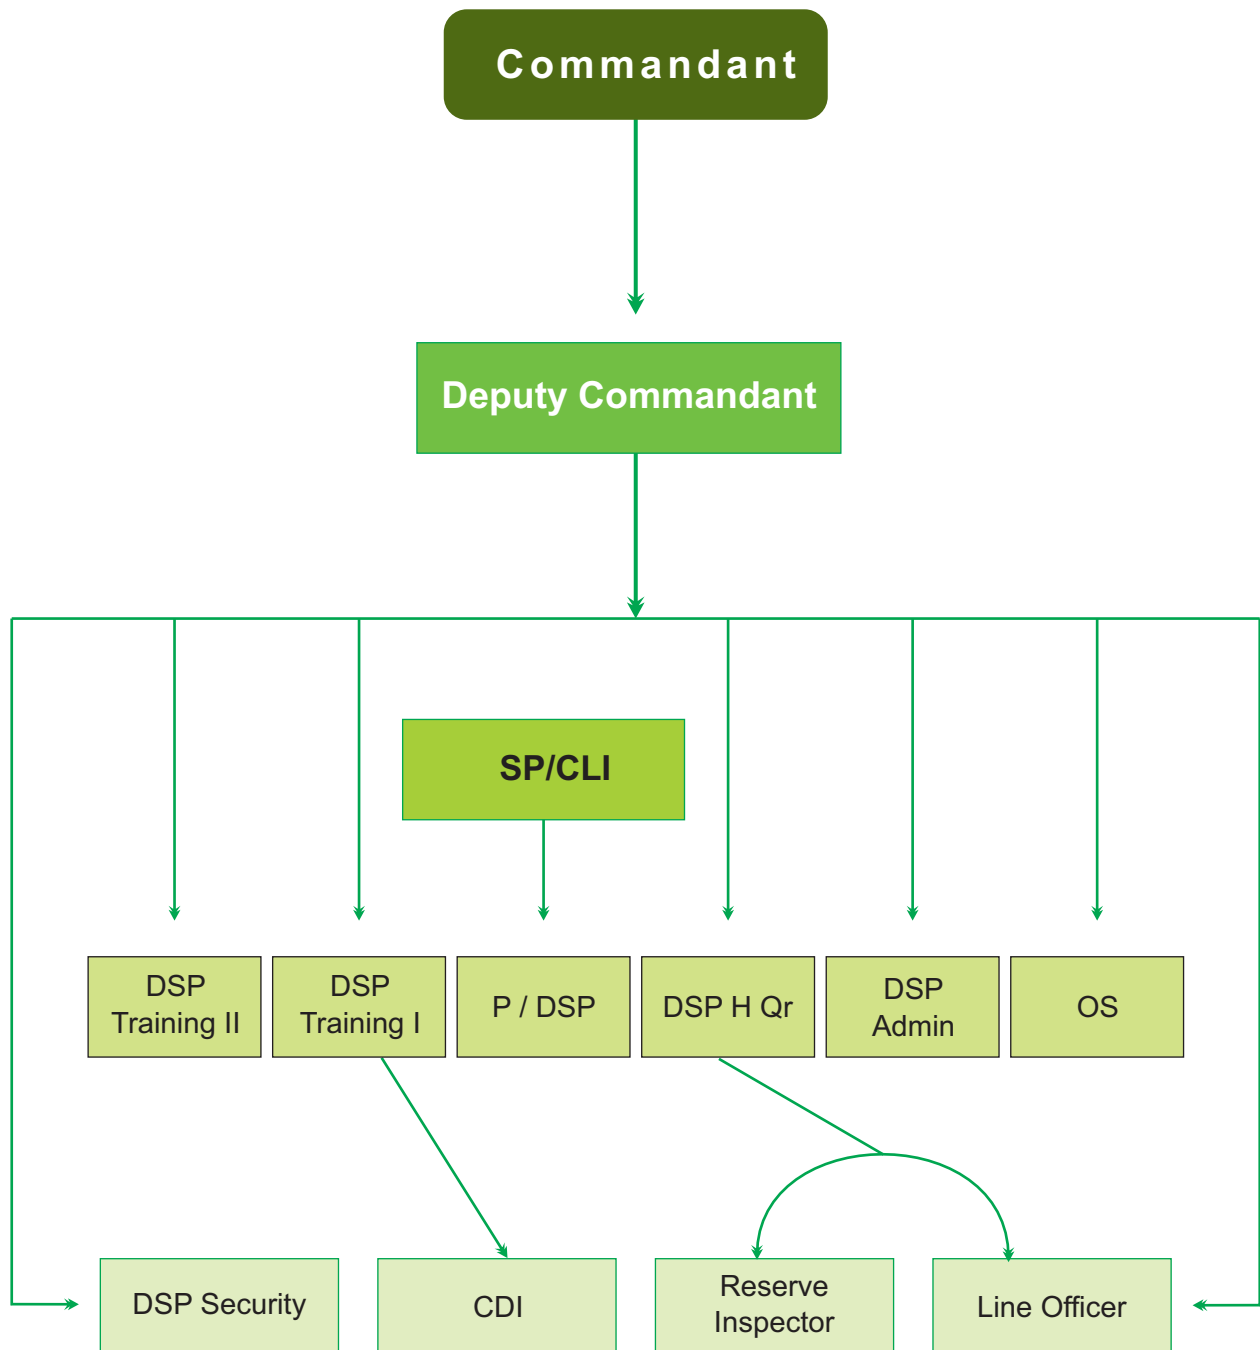 Commandant
Deputy Commandant
SP/CLI
DSP
Training II
DSP
Training I
P / DSP
DSP H Qr
DSP
Admin
OS
DSP Security
CDI
Reserve
Inspector
Line Officer